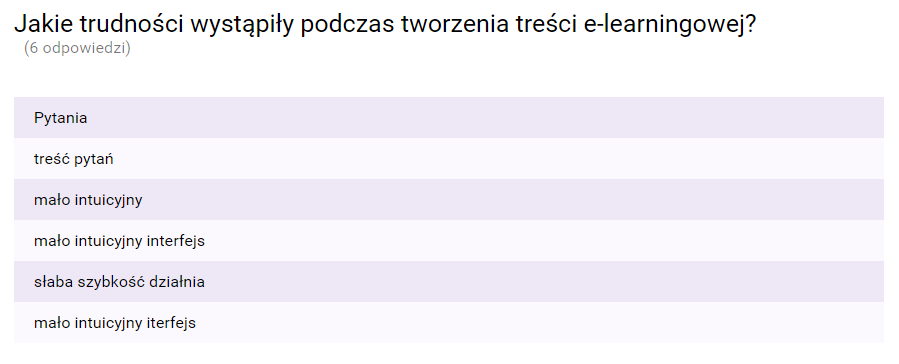 Jakie trudności wystąpiły podczas tworzenia treści e-learningowej?
(6 odpowiedzi)
Pytania
treść pytań
mało intuicyjny
mało intuicyjny interfejs
słaba szybkość działnia
mało intuicyjny iterfejs